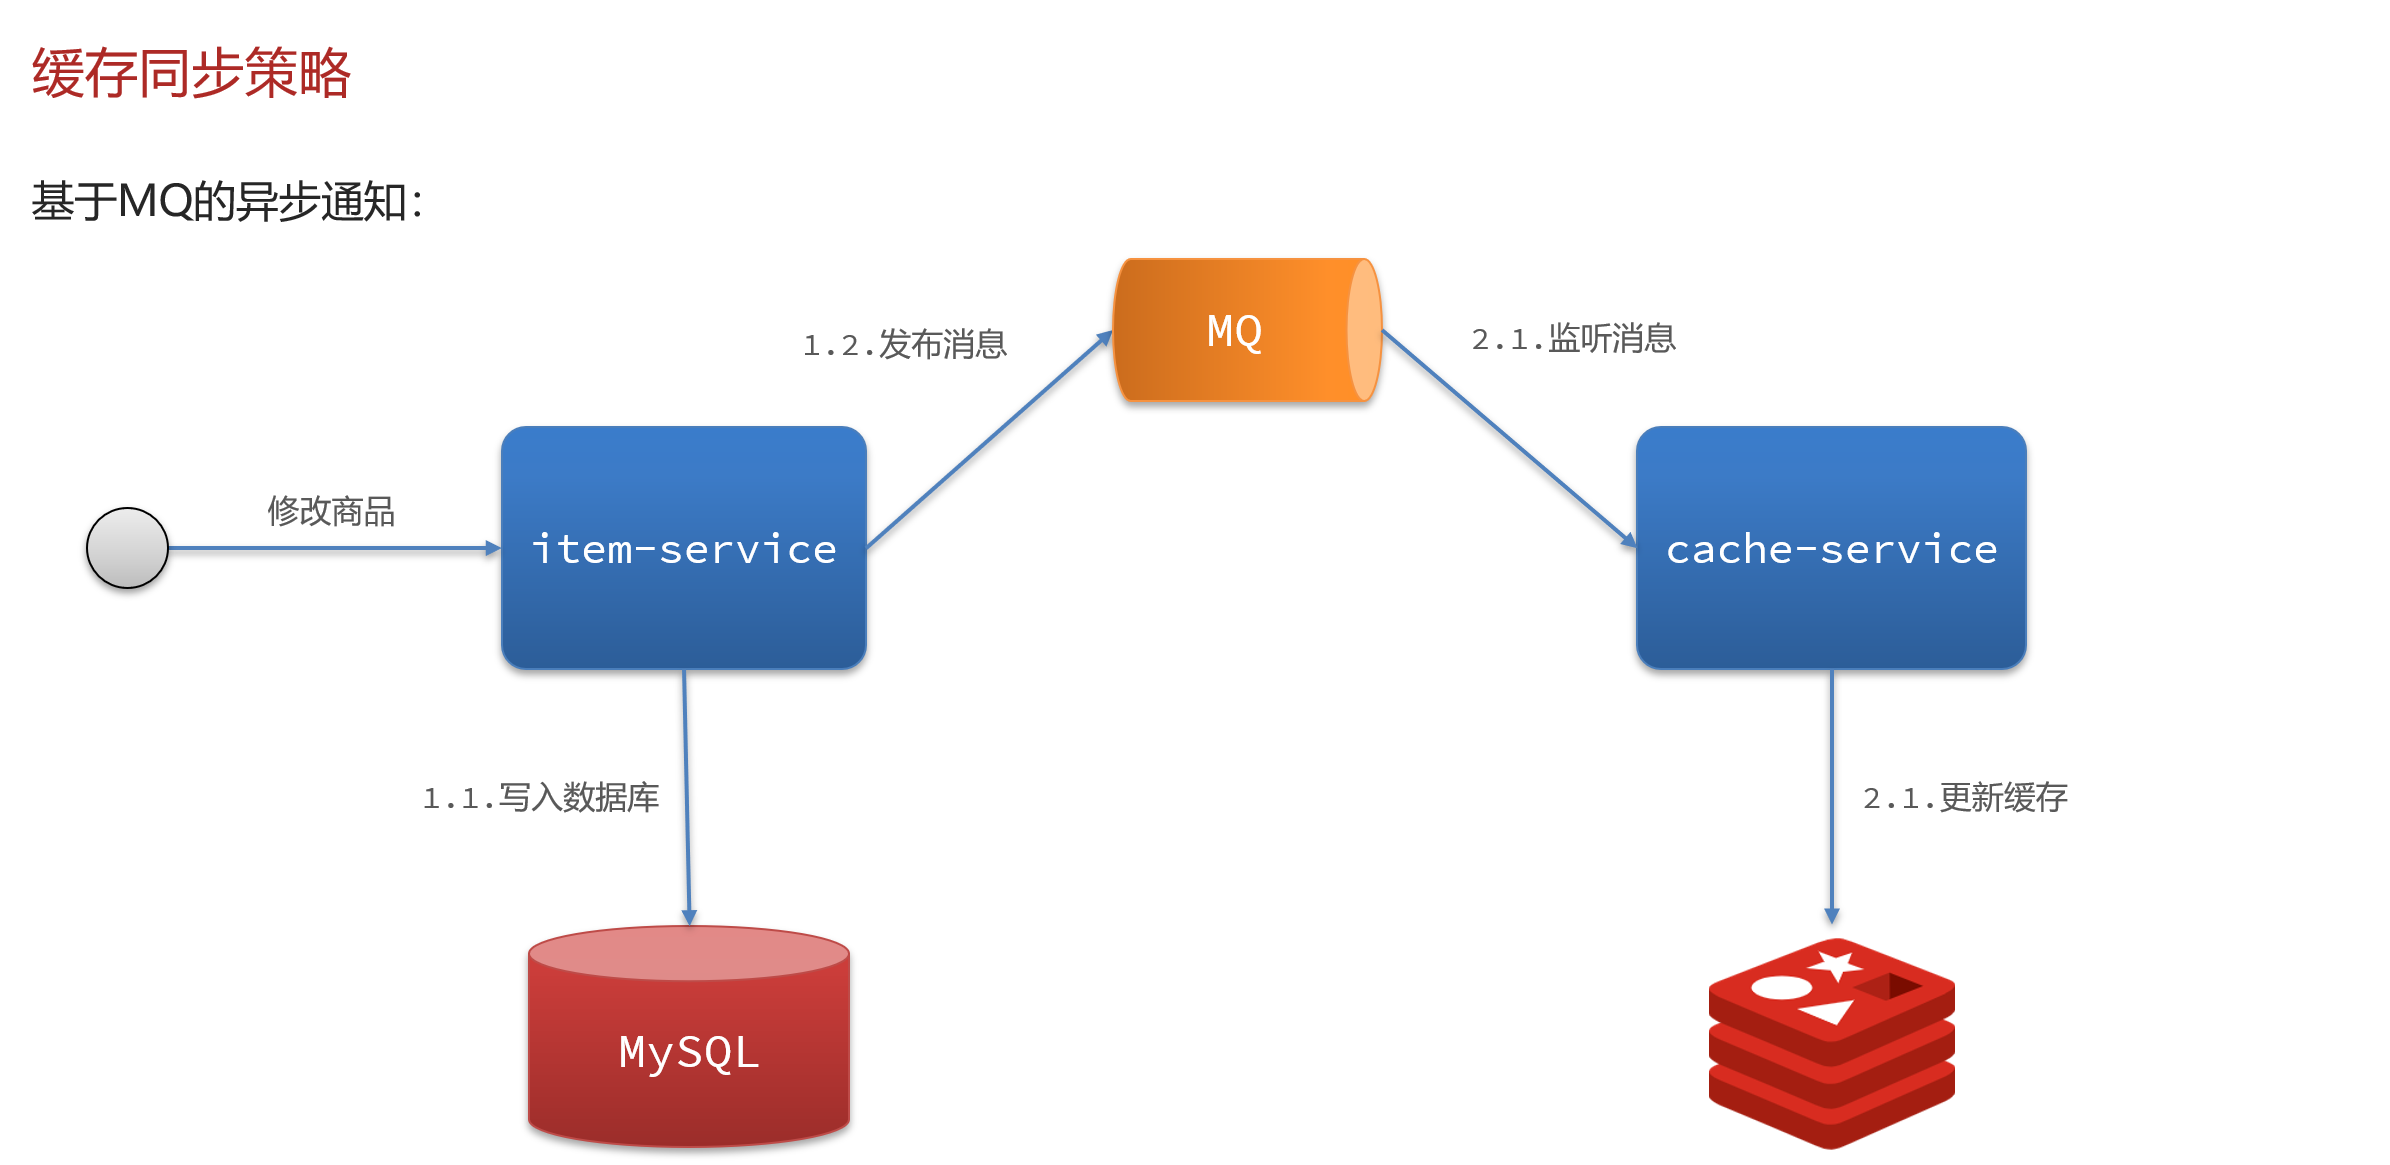 缓存同步策略
基于MQ的异步通知：
MQ
1.2.发布消息
2.1.监听消息
修改商品
item-service
cache-service
1.1.写入数据库
2.1.更新缓存
MySQL